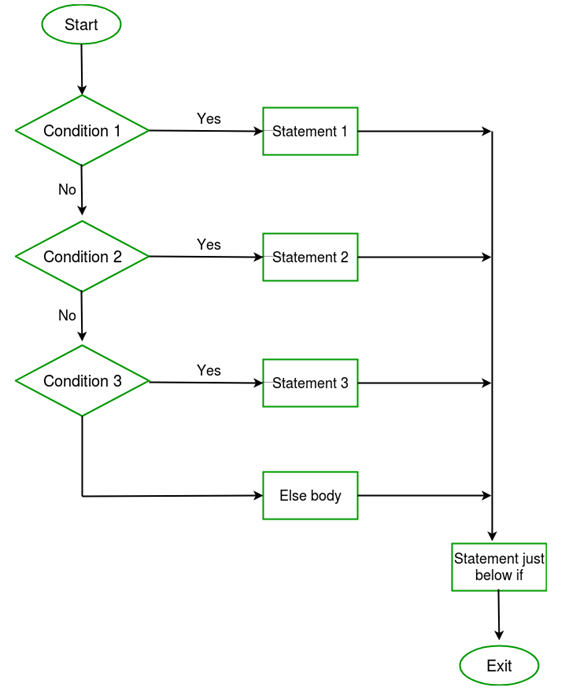 Start
Condition 1
Yes
Statement 1
No
Condition 2
Yes
Statement 2
No
Condition 3
Yes
Statement 3
Else body
Statement just
below if
Exit